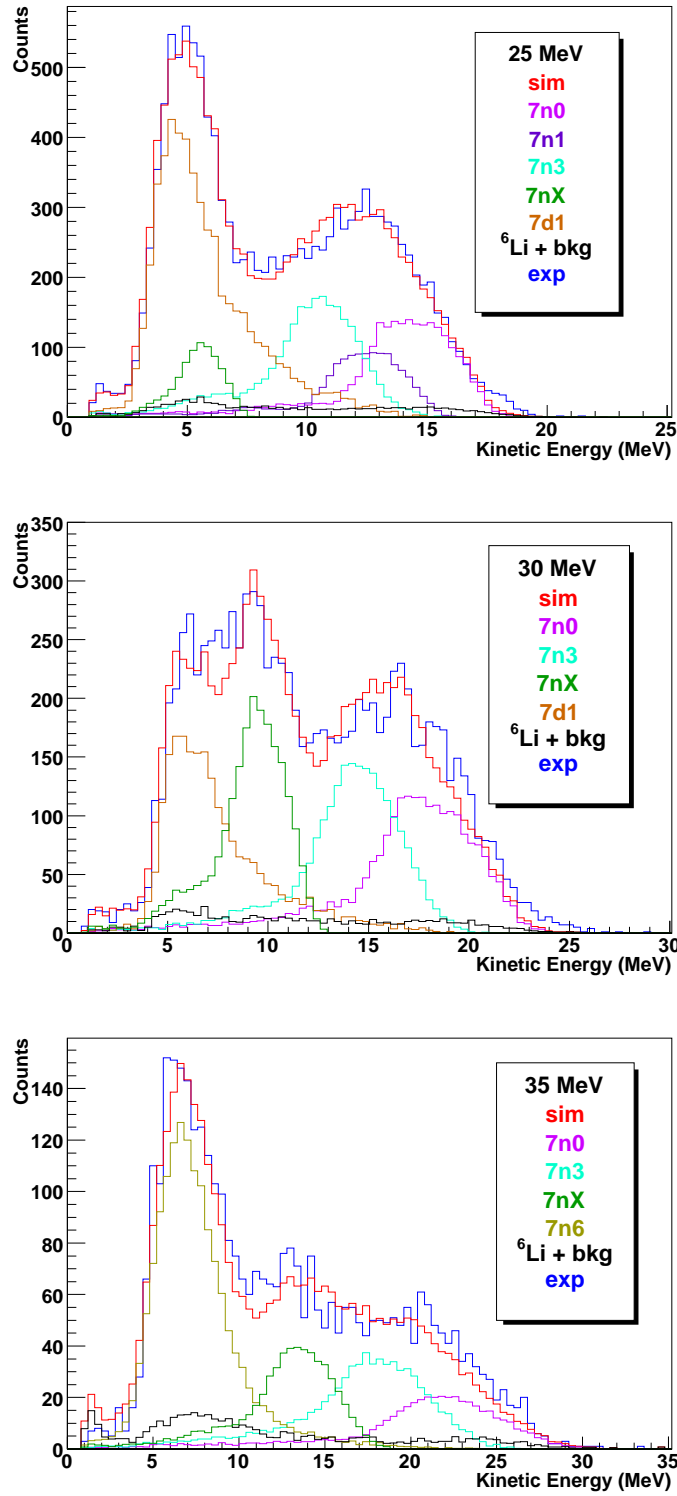 Counts
500
400
300
200
100
0
25 MeV
sim
7n0
7n1
7n3
7nX
7d1
⁶Li + bkg
exp
0 5 10 15 20 25
Kinetic Energy (MeV)
Counts
350
300
250
200
150
100
50
0
30 MeV
sim
7n0
7n3
7nX
7d1
⁶Li + bkg
exp
0 5 10 15 20 25 30
Kinetic Energy (MeV)
Counts
140
120
100
80
60
40
20
0
35 MeV
sim
7n0
7n3
7nX
7n6
⁶Li + bkg
exp
0 5 10 15 20 25 30 35
Kinetic Energy (MeV)